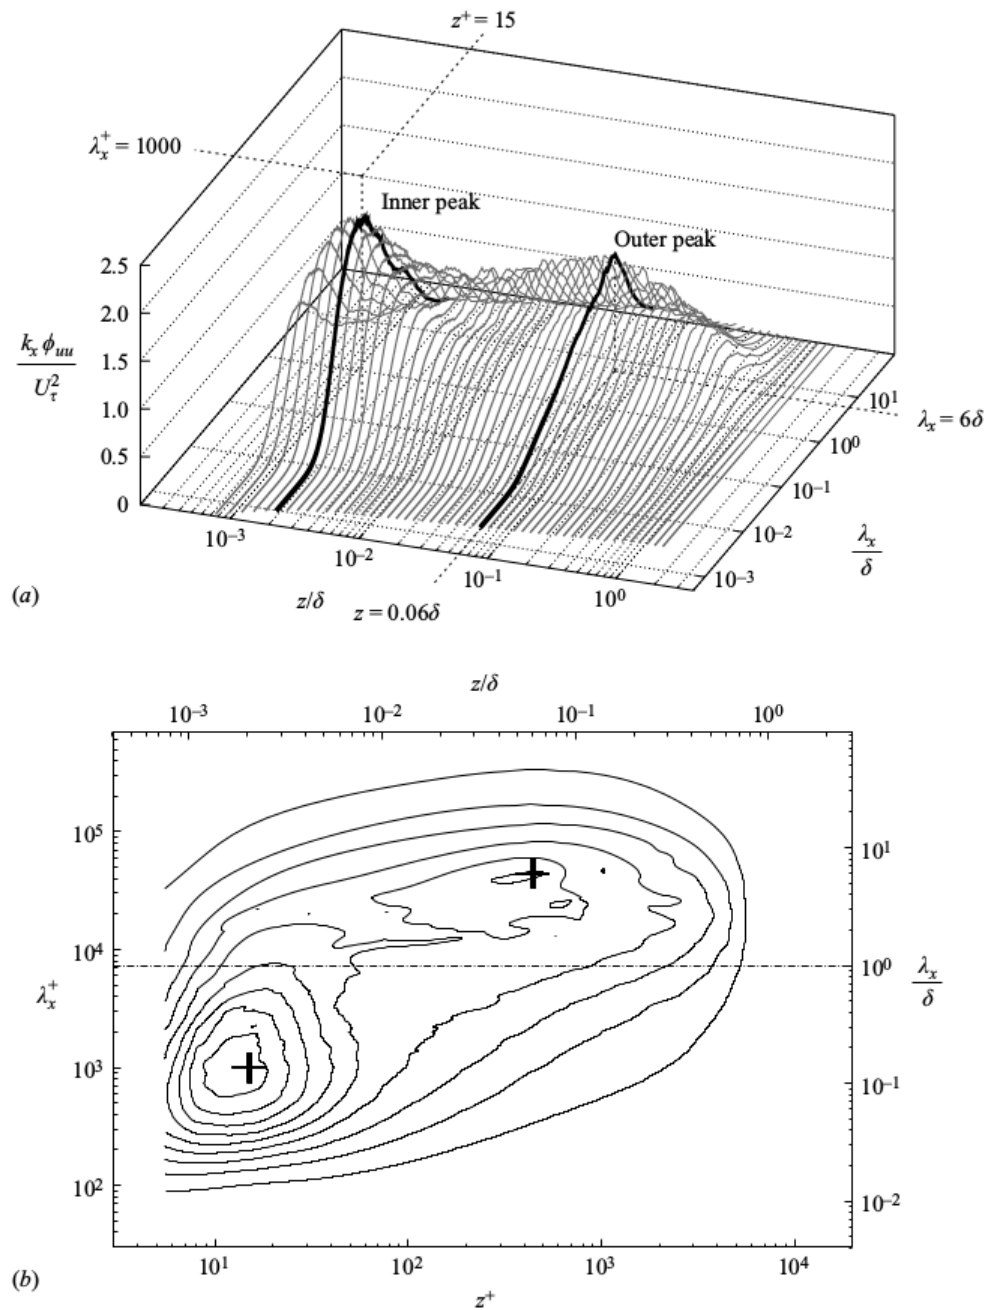 z⁺ = 15
λₓ⁺ = 1000
Inner peak
Outer peak
2.5
2.0
1.5
1.0
0.5
0
kₓ ϕᵤᵤ
U_τ²
10¹
λₓ = 6δ
10⁰
10⁻¹
10⁻²
10⁻³
λₓ
δ
10⁻³
10⁻²
10⁻¹
10⁰
z/δ
z = 0.06δ
(a)
z/δ
10⁻³ 10⁻² 10⁻¹ 10⁰
10⁵
10⁴
10³
10²
λₓ⁺
10¹
10⁰
10⁻¹
10⁻²
λₓ
δ
10¹ 10² 10³ 10⁴
z⁺
(b)